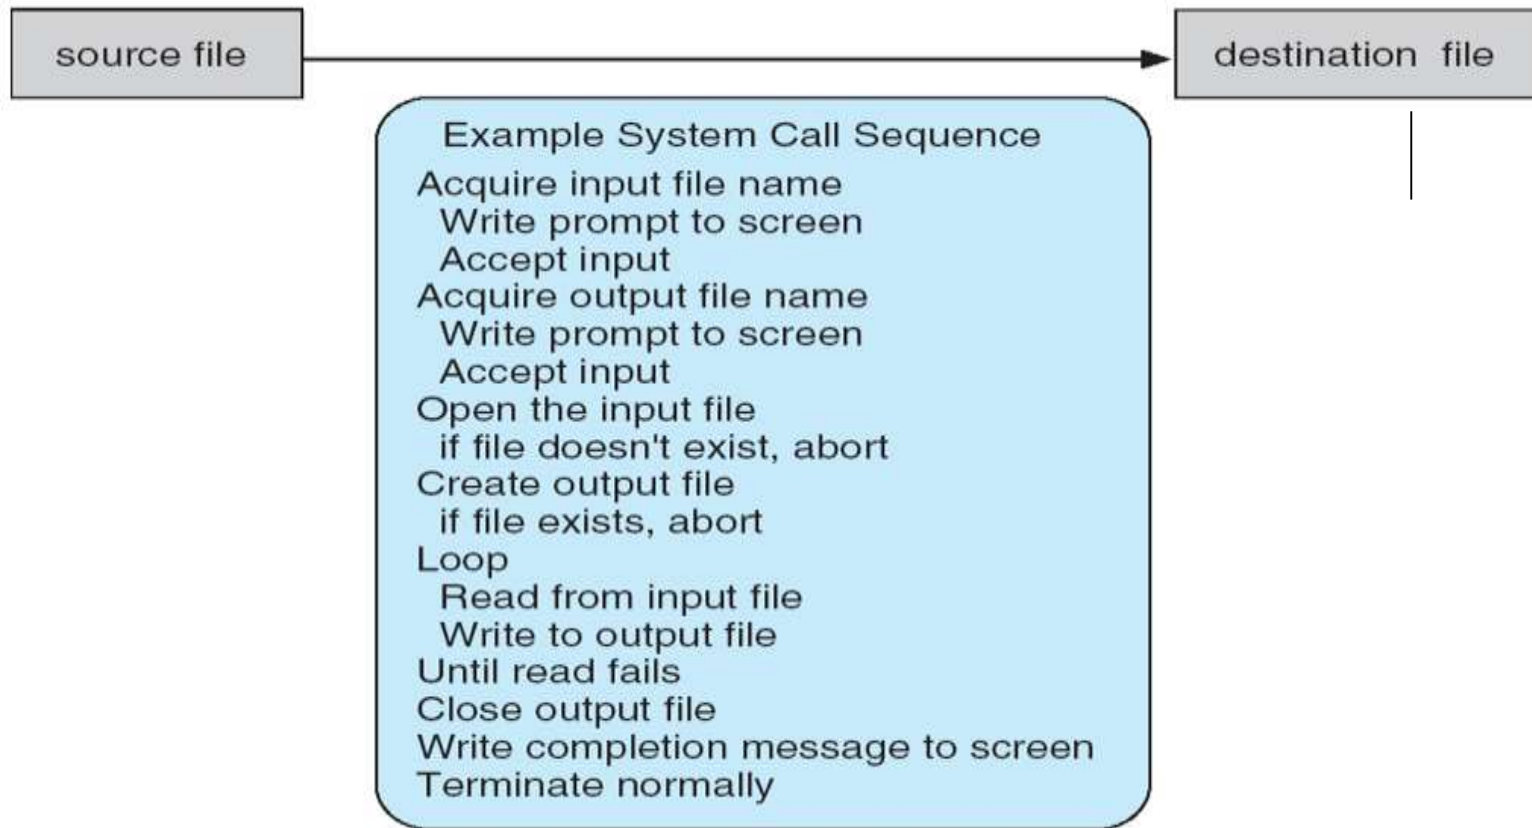 source file
destination file
Example System Call Sequence
Acquire input file name
Write prompt to screen
Accept input
Acquire output file name
Write prompt to screen
Accept input
Open the input file
if file doesn't exist, abort
Create output file
if file exists, abort
Loop
Read from input file
Write to output file
Until read fails
Close output file
Write completion message to screen
Terminate normally